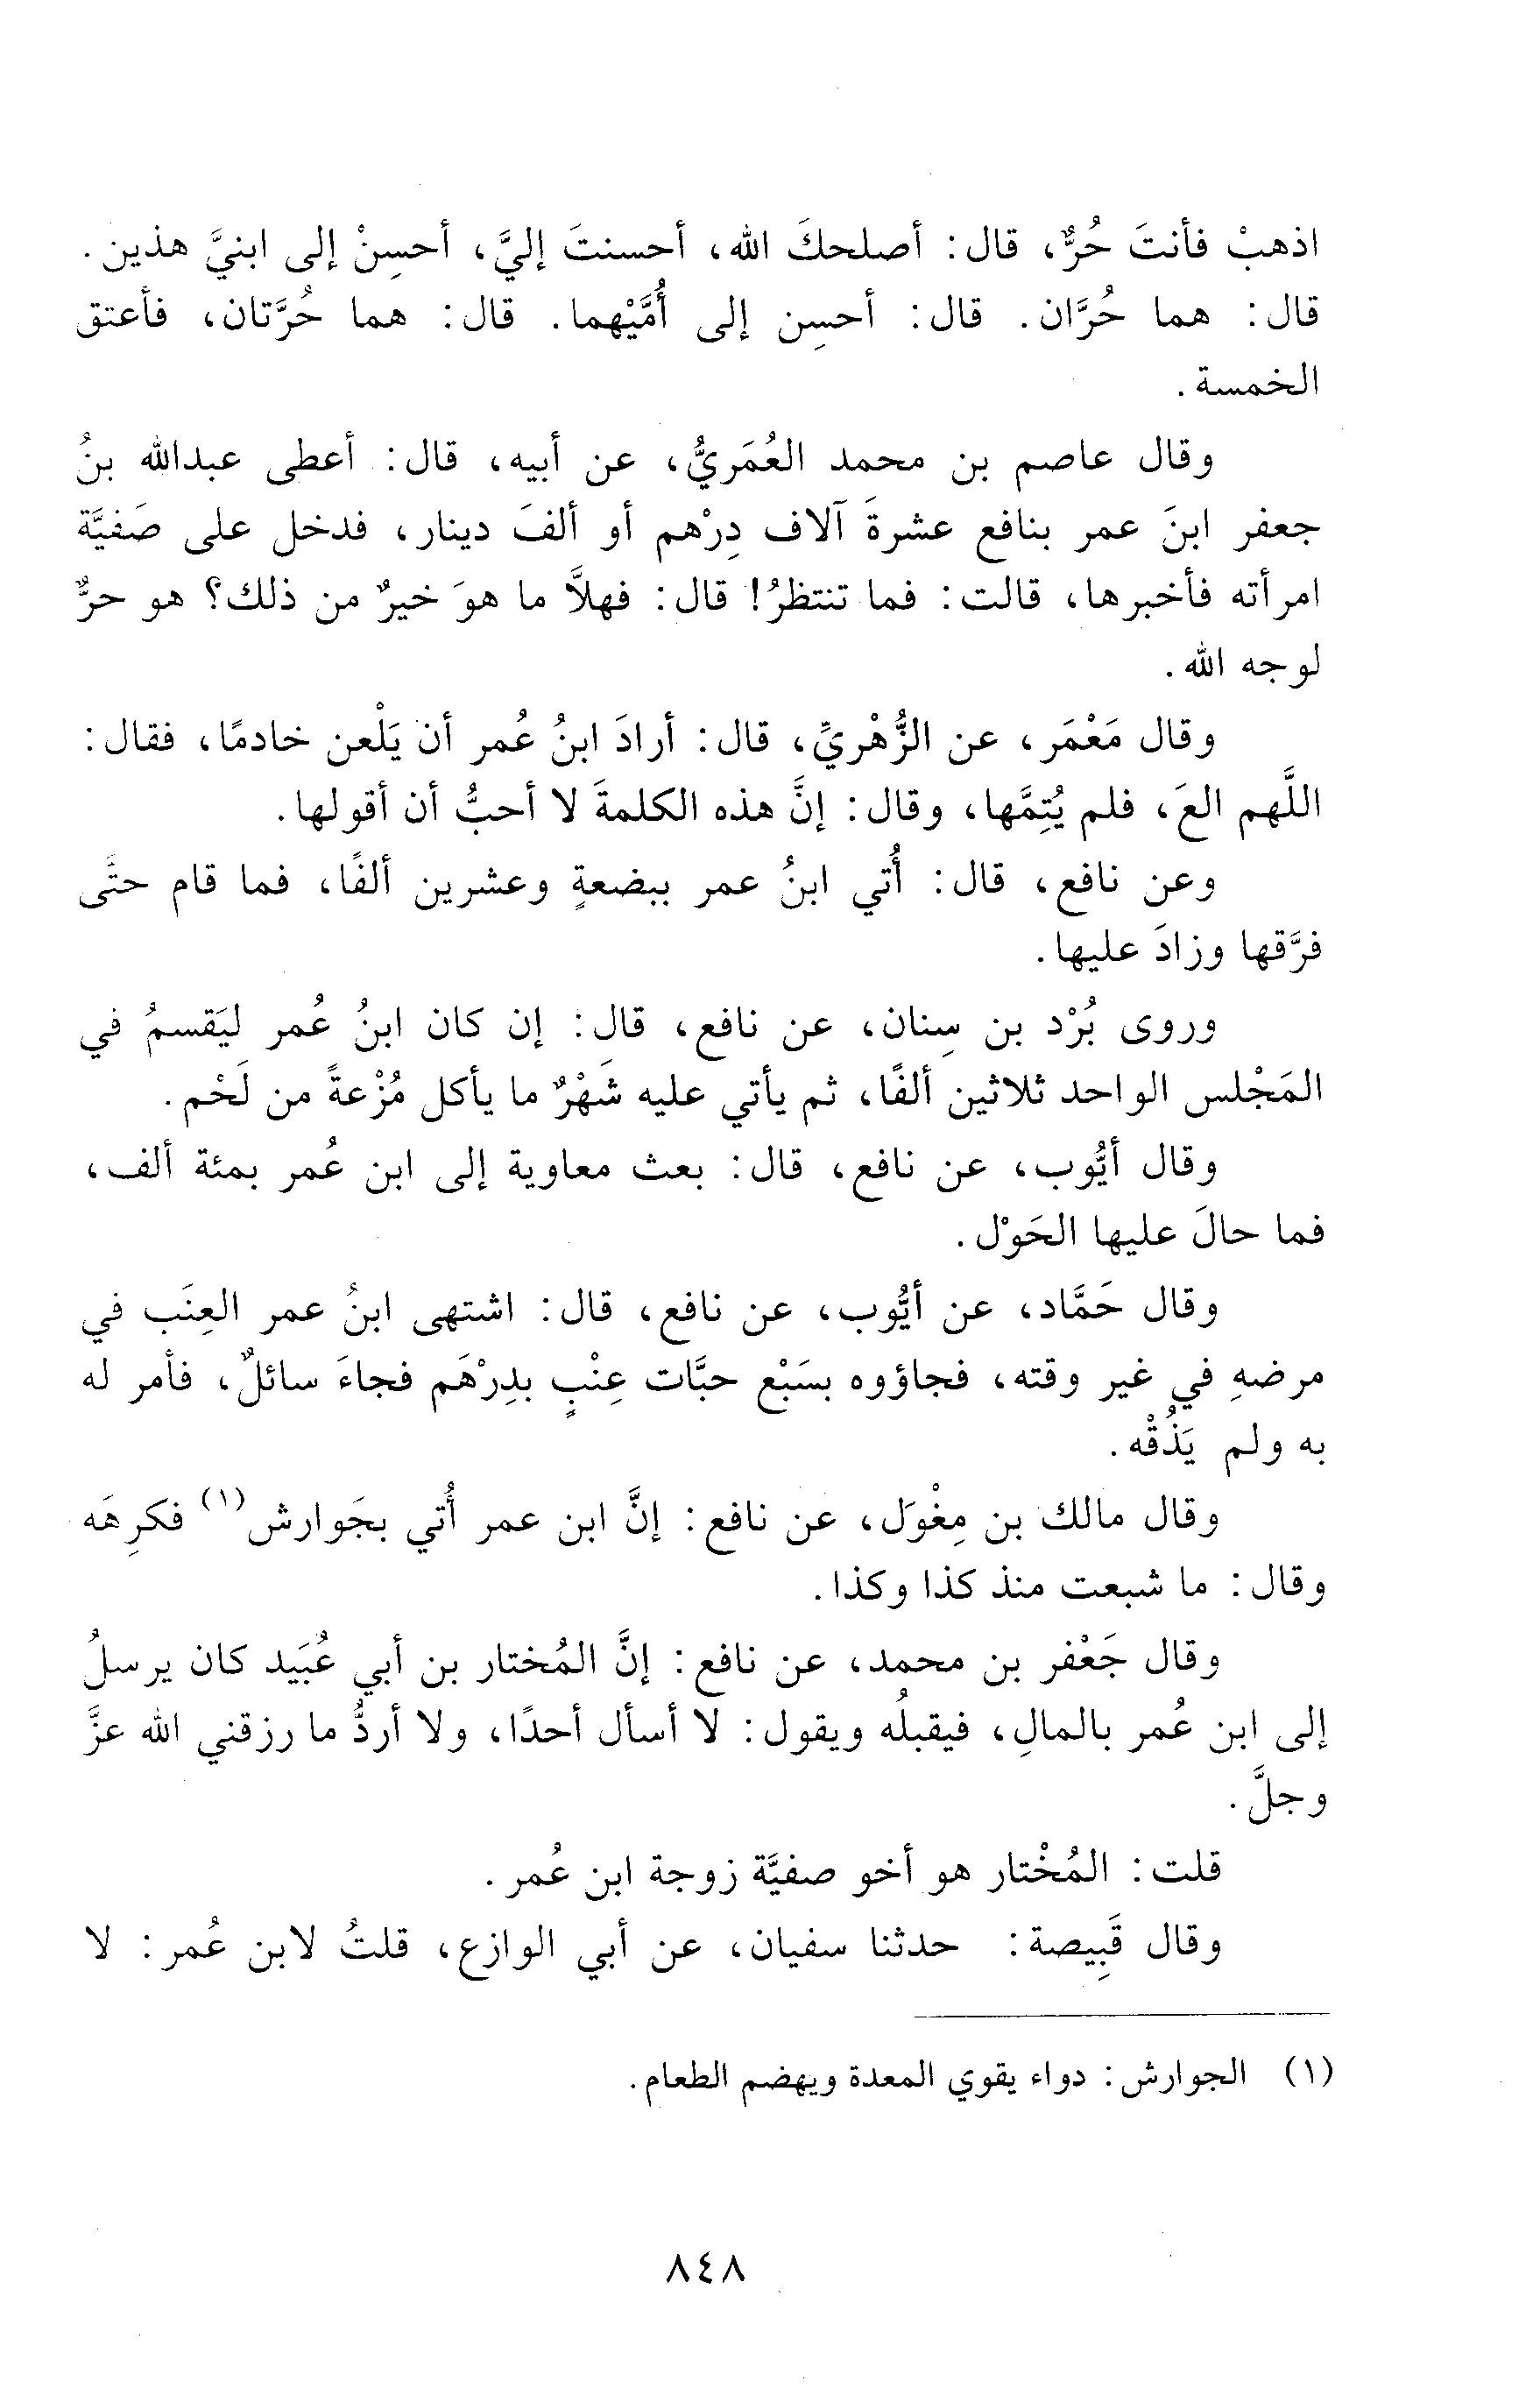 اذهبْ فأنتَ حُرٌّ، قال: أصلحكَ الله، أحسنتَ إليَّ، أحسِنْ إلى ابنيَّ هذين.
قال: هما حُرَّان. قال: أحسِن إلى أُمَّيْهما. قال: هما حُرَّتان، فأعتق
الخمسة.
وقال عاصم بن محمد العُمَريُّ، عن أبيه، قال: أعطى عبدالله بنُ
جعفر ابنَ عمر بنافع عشرةَ آلاف دِرْهم أو ألفَ دينار، فدخل على صَفيَّة
امرأته فأخبرها، قالت: فما تنتظرُ! قال: فهلاَّ ما هوَ خيرٌ من ذلك؟ هو حرٌّ
لوجه الله.
وقال مَعْمَر، عن الزُّهْريِّ، قال: أرادَ ابنُ عُمر أن يَلْعن خادمًا، فقال:
اللَّهم العَ، فلم يُتِمَّها، وقال: إنَّ هذه الكلمةَ لا أحبُّ أن أقولها.
وعن نافع، قال: أُتي ابنُ عمر ببضعةٍ وعشرين ألفًا، فما قام حتَّى
فرَّقها وزادَ عليها.
وروى بُرْد بن سِنان، عن نافع، قال: إن كان ابنُ عُمر ليَقسمُ في
المَجْلس الواحد ثلاثين ألفًا، ثم يأتي عليه شَهْرٌ ما يأكل مُزْعةً من لَحْم.
وقال أيُّوب، عن نافع، قال: بعث معاوية إلى ابن عُمر بمئة ألف،
فما حالَ عليها الحَوْل.
وقال حَمَّاد، عن أيُّوب، عن نافع، قال: اشتهى ابنُ عمر العِنَب في
مرضهِ في غير وقته، فجاؤوه بسَبْع حبَّات عِنْبٍ بدِرْهَم فجاءَ سائلٌ، فأمر له
به ولم يَذُقْه.
وقال مالك بن مِغْوَل، عن نافع: إنَّ ابن عمر أُتي بجَوارش(١) فكرِهَه
وقال: ما شبعت منذ كذا وكذا.
وقال جَعْفر بن محمد، عن نافع: إنَّ المُختار بن أبي عُبَيد كان يرسلُ
إلى ابن عُمر بالمالِ، فيقبلُه ويقول: لا أسأل أحدًا، ولا أردُّ ما رزقني الله عزَّ
وجلَّ.
قلت: المُخْتار هو أخو صفيَّة زوجة ابن عُمر.
وقال قَبِيصة: حدثنا سفيان، عن أبي الوازع، قلتُ لابن عُمر: لا
(١) الجوارش: دواء يقوي المعدة ويهضم الطعام.
٨٤٨